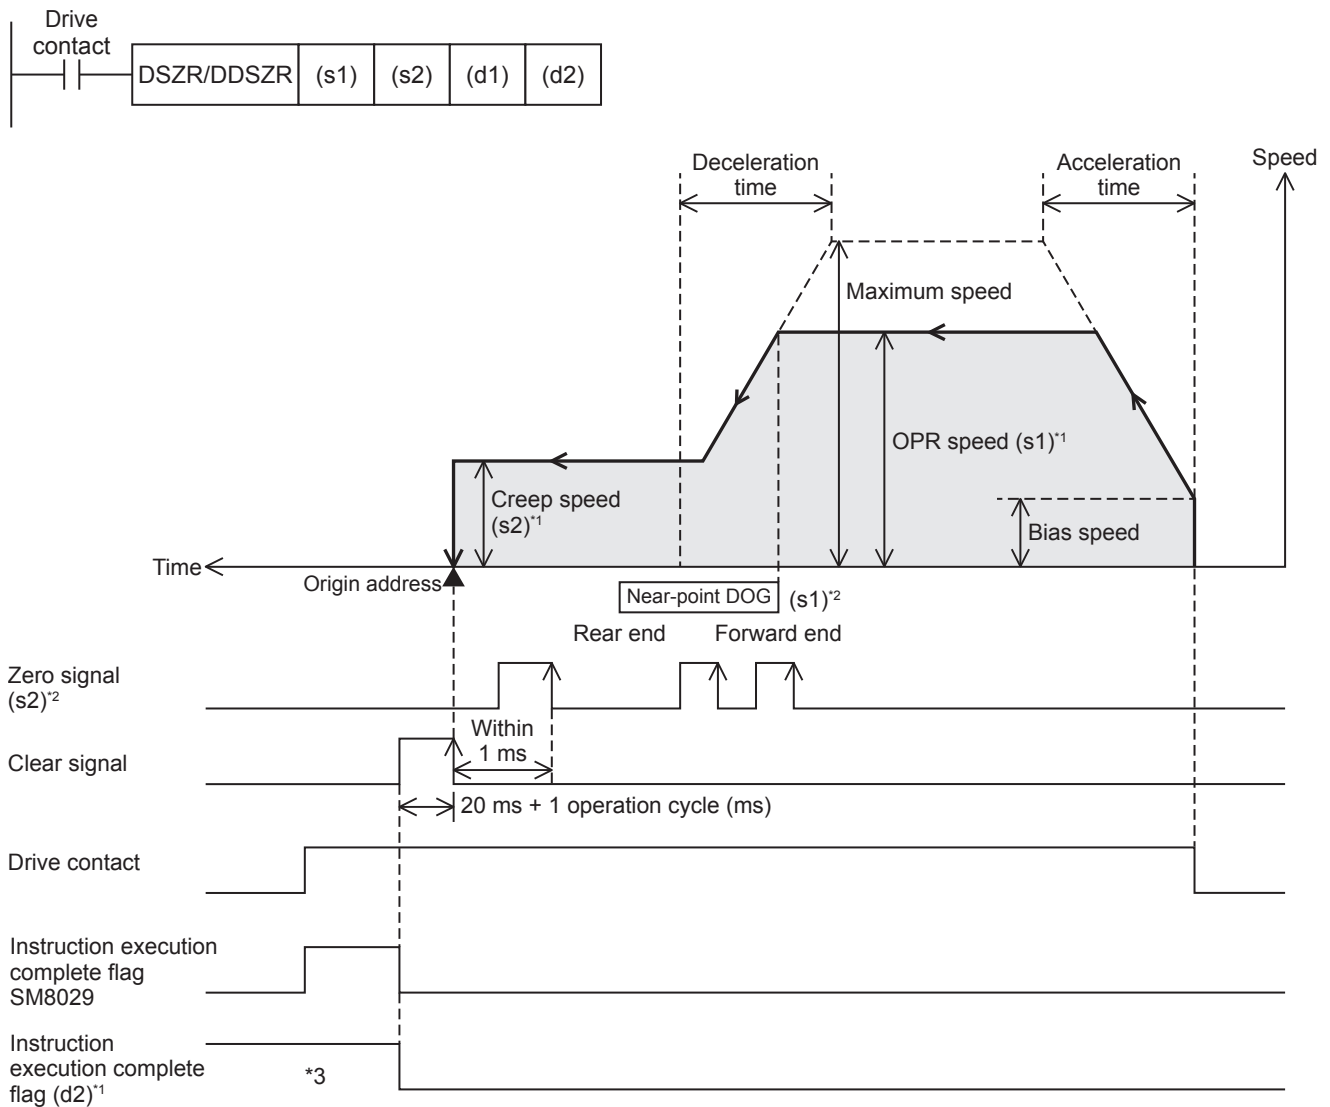 Drive
contact
DSZR/DDSZR (s1) (s2) (d1) (d2)
Deceleration
time
Acceleration
time
Speed
Maximum speed
OPR speed (s1)*1
Creep speed
(s2)*1
Bias speed
Time
Origin address
Near-point DOG (s1)*2
Rear end Forward end
Zero signal
(s2)*2
Within
1 ms
Clear signal
20 ms + 1 operation cycle (ms)
Drive contact
Instruction execution
complete flag
SM8029
Instruction
execution complete
flag (d2)*1
*3